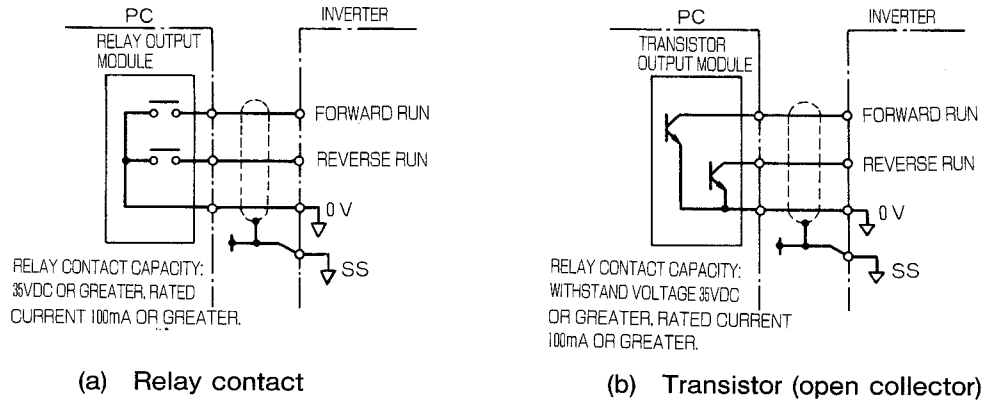 PC
INVERTER
RELAY OUTPUT
MODULE
FORWARD RUN
REVERSE RUN
0 V
SS
RELAY CONTACT CAPACITY:
35VDC OR GREATER, RATED
CURRENT 100mA OR GREATER.
(a) Relay contact
PC
INVERTER
TRANSISTOR
OUTPUT MODULE
FORWARD RUN
REVERSE RUN
0 V
SS
RELAY CONTACT CAPACITY:
WITHSTAND VOLTAGE 35VDC
OR GREATER, RATED CURRENT
100mA OR GREATER.
(b) Transistor (open collector)